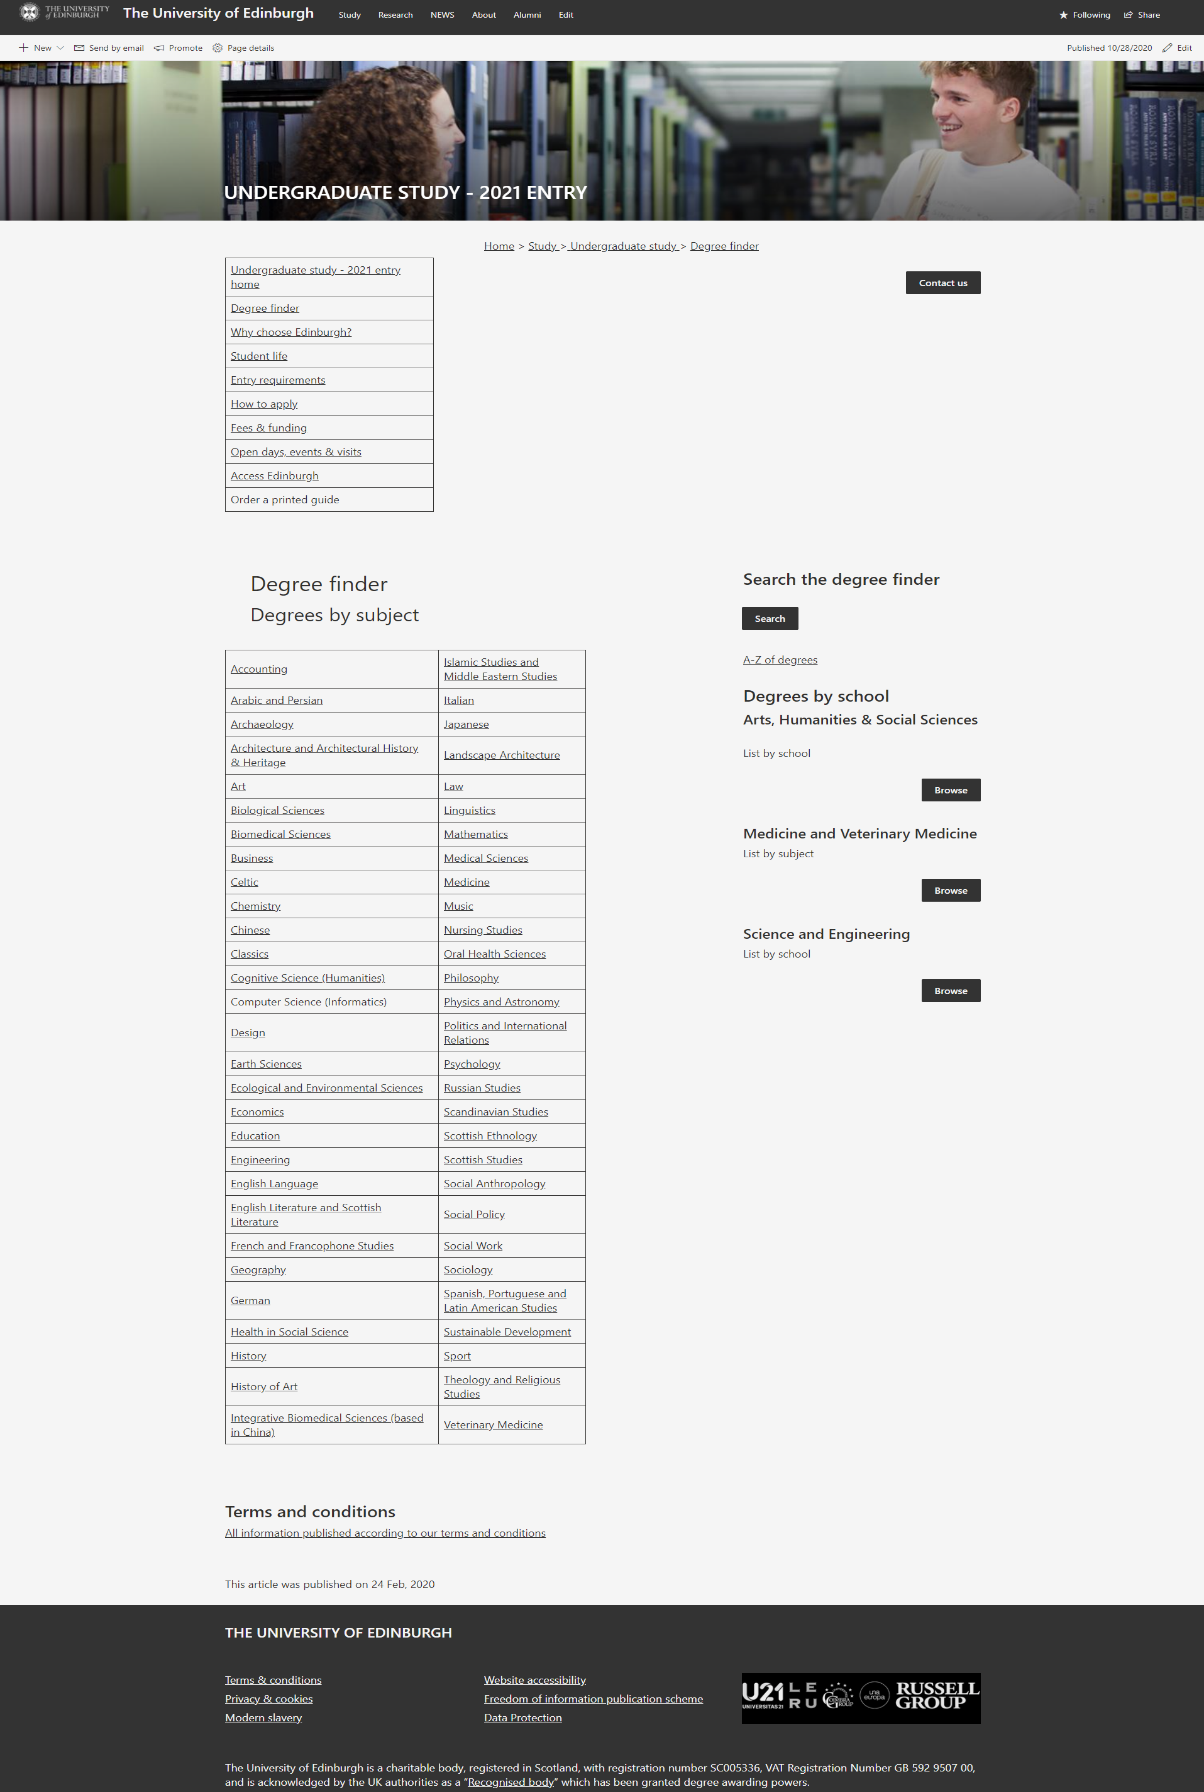 THE UNIVERSITY
of EDINBURGH
The University of Edinburgh
Study
Research
NEWS
About
Alumni
Edit
Following
Share
New
Send by email
Promote
Page details
Published 10/28/2020
Edit
UNDERGRADUATE STUDY - 2021 ENTRY
Home > Study > Undergraduate study > Degree finder
Undergraduate study - 2021 entry
home
Degree finder
Why choose Edinburgh?
Student life
Entry requirements
How to apply
Fees & funding
Open days, events & visits
Access Edinburgh
Order a printed guide
Contact us
Degree finder
Degrees by subject
Accounting
Islamic Studies and
Middle Eastern Studies
Arabic and Persian
Italian
Archaeology
Japanese
Architecture and Architectural History
& Heritage
Landscape Architecture
Art
Law
Biological Sciences
Linguistics
Biomedical Sciences
Mathematics
Business
Medical Sciences
Celtic
Medicine
Chemistry
Music
Chinese
Nursing Studies
Classics
Oral Health Sciences
Cognitive Science (Humanities)
Philosophy
Computer Science (Informatics)
Physics and Astronomy
Design
Politics and International
Relations
Earth Sciences
Psychology
Ecological and Environmental Sciences
Russian Studies
Economics
Scandinavian Studies
Education
Scottish Ethnology
Engineering
Scottish Studies
English Language
Social Anthropology
English Literature and Scottish
Literature
Social Policy
French and Francophone Studies
Social Work
Geography
Sociology
German
Spanish, Portuguese and
Latin American Studies
Health in Social Science
Sustainable Development
History
Sport
History of Art
Theology and Religious
Studies
Integrative Biomedical Sciences (based
in China)
Veterinary Medicine
Search the degree finder
Search
A-Z of degrees
Degrees by school
Arts, Humanities & Social Sciences
List by school
Browse
Medicine and Veterinary Medicine
List by subject
Browse
Science and Engineering
List by school
Browse
Terms and conditions
All information published according to our terms and conditions
This article was published on 24 Feb, 2020
THE UNIVERSITY OF EDINBURGH
Terms & conditions
Privacy & cookies
Modern slavery
Website accessibility
Freedom of information publication scheme
Data Protection
U21
UNIVERSITAS 21
LE
RU
COIMBRA
GROUP
una
europa
RUSSELL
GROUP
The University of Edinburgh is a charitable body, registered in Scotland, with registration number SC005336, VAT Registration Number GB 592 9507 00,
and is acknowledged by the UK authorities as a “Recognised body” which has been granted degree awarding powers.